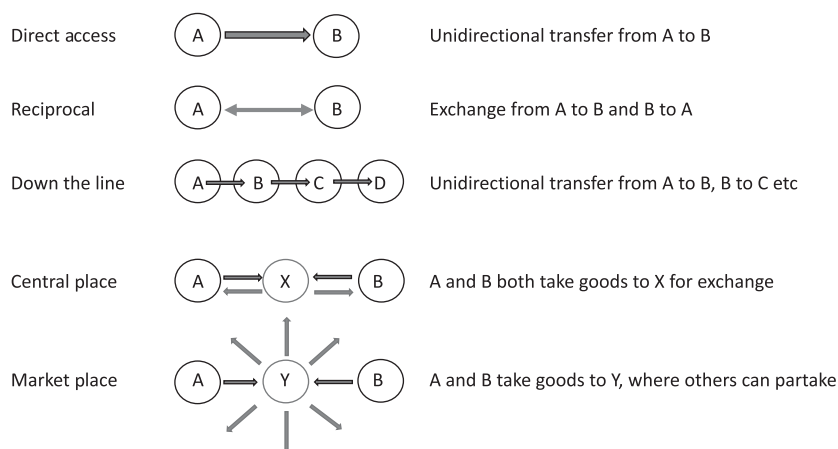 Direct access A B Unidirectional transfer from A to B
Reciprocal A B Exchange from A to B and B to A
Down the line A B C D Unidirectional transfer from A to B, B to C etc
Central place A X B A and B both take goods to X for exchange
Market place A Y B A and B take goods to Y, where others can partake